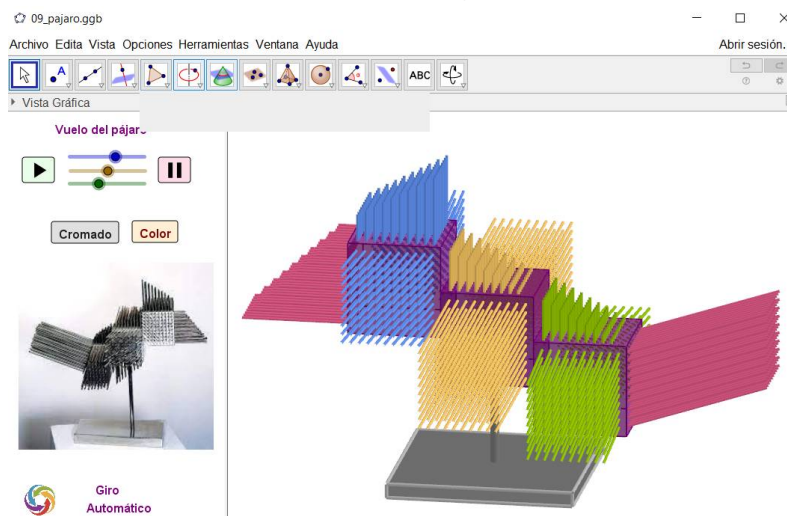 09_pajaro.ggb
Archivo Edita Vista Opciones Herramientas Ventana Ayuda
Abrir sesión.
A
ABC
Vista Gráfica
Vuelo del pájaro
Cromado
Color
Giro
Automático